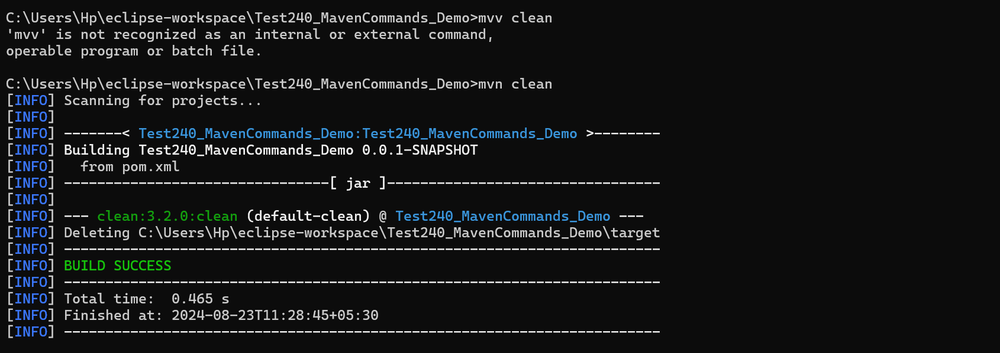 C:\Users\Hp\eclipse-workspace\Test240_MavenCommands_Demo>mvv clean
'mvv' is not recognized as an internal or external command,
operable program or batch file.
C:\Users\Hp\eclipse-workspace\Test240_MavenCommands_Demo>mvn clean
[INFO] Scanning for projects...
[INFO]
[INFO] -------< Test240_MavenCommands_Demo:Test240_MavenCommands_Demo >--------
[INFO] Building Test240_MavenCommands_Demo 0.0.1-SNAPSHOT
[INFO]   from pom.xml
[INFO] --------------------------------[ jar ]---------------------------------
[INFO]
[INFO] --- clean:3.2.0:clean (default-clean) @ Test240_MavenCommands_Demo ---
[INFO] Deleting C:\Users\Hp\eclipse-workspace\Test240_MavenCommands_Demo\target
[INFO] ------------------------------------------------------------------------
[INFO] BUILD SUCCESS
[INFO] ------------------------------------------------------------------------
[INFO] Total time:  0.465 s
[INFO] Finished at: 2024-08-23T11:28:45+05:30
[INFO] ------------------------------------------------------------------------